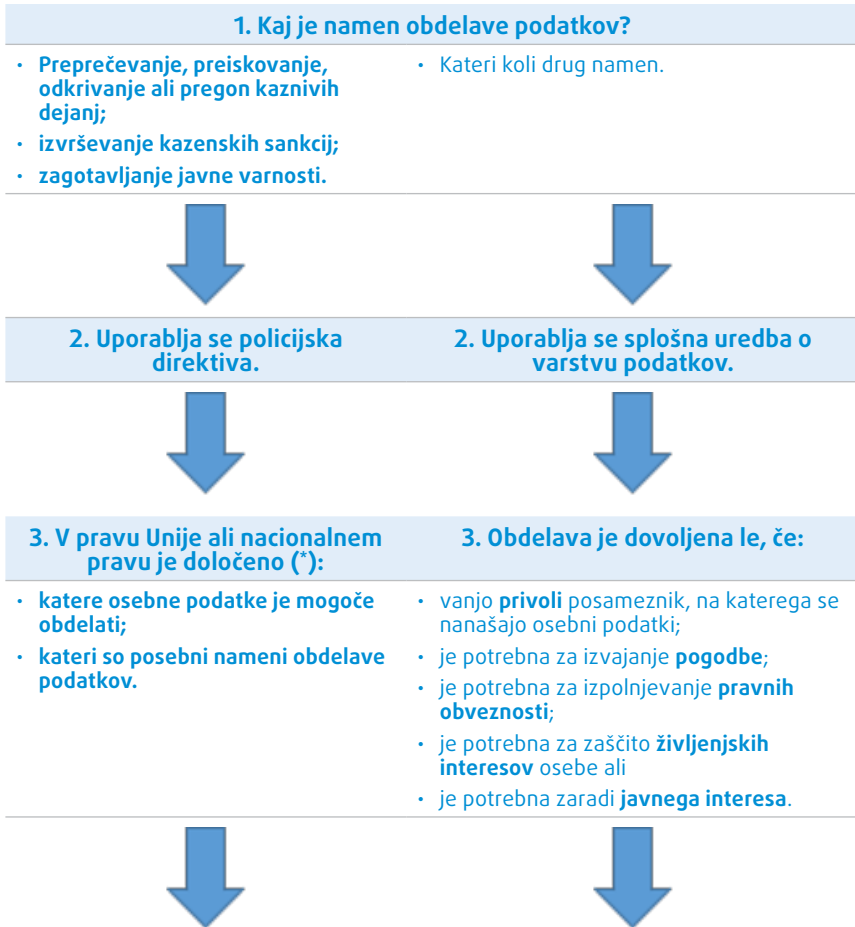 1. Kaj je namen obdelave podatkov?
• Preprečevanje, preiskovanje,
odkrivanje ali pregon kaznivih
dejanj;
• izvrševanje kazenskih sankcij;
• zagotavljanje javne varnosti.
• Kateri koli drug namen.
2. Uporablja se policijska
direktiva.
2. Uporablja se splošna uredba o
varstvu podatkov.
3. V pravu Unije ali nacionalnem
pravu je določeno (*):
• katere osebne podatke je mogoče
obdelati;
• kateri so posebni nameni obdelave
podatkov.
3. Obdelava je dovoljena le, če:
• vanjo privoli posameznik, na katerega se
nanašajo osebni podatki;
• je potrebna za izvajanje pogodbe;
• je potrebna za izpolnjevanje pravnih
obveznosti;
• je potrebna za zaščito življenjskih
interesov osebe ali
• je potrebna zaradi javnega interesa.